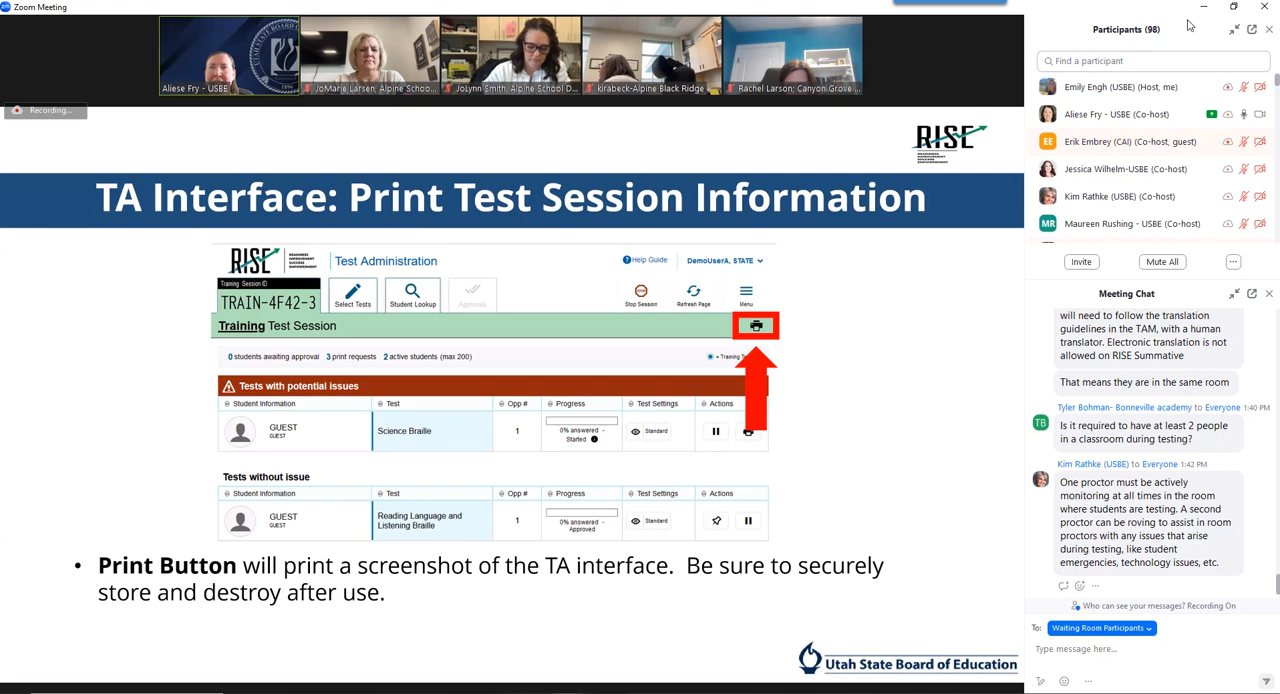 Zoom Meeting
Aliese Fry - USBE
JoMarie Larsen, Alpine Schoo...
JoLynn Smith, Alpine School D...
kirabeck-Alpine Black Ridge
Rachel Larson; Canyon Grove ...
Recording...
RISE
READINESS
IMPROVEMENT
SUCCESS
EMPOWERMENT
TA Interface: Print Test Session Information
RISE
READINESS
IMPROVEMENT
SUCCESS
EMPOWERMENT
Test Administration
Help Guide
DemoUserA, STATE
Training Session ID
TRAIN-4F42-3
Select Tests
Student Lookup
Approvals
Stop Session
Refresh Page
Menu
Training Test Session
0 students awaiting approval 3 print requests 2 active students (max 200)
= Training T
Tests with potential issues
Student Information Test Opp # Progress Test Settings Actions
GUEST
GUEST
Science Braille
1
0% answered -
Started
Standard
Tests without issue
Student Information Test Opp # Progress Test Settings Actions
GUEST
GUEST
Reading Language and
Listening Braille
1
0% answered -
Approved
Standard
• Print Button will print a screenshot of the TA interface. Be sure to securely
store and destroy after use.
Utah State Board of Education
Participants (98)
Find a participant
Emily Engh (USBE) (Host, me)
Aliese Fry - USBE (Co-host)
EE
Erik Embrey (CAI) (Co-host, guest)
Jessica Wilhelm-USBE (Co-host)
Kim Rathke (USBE) (Co-host)
MR
Maureen Rushing - USBE (Co-host)
Invite
Mute All
...
Meeting Chat
will need to follow the translation
guidelines in the TAM, with a human
translator. Electronic translation is not
allowed on RISE Summative
That means they are in the same room
Tyler Bohman- Bonneville academy to Everyone 1:40 PM
TB
Is it required to have at least 2 people
in a classroom during testing?
Kim Rathke (USBE) to Everyone 1:42 PM
One proctor must be actively
monitoring at all times in the room
where students are testing. A second
proctor can be roving to assist in room
proctors with any issues that arise
during testing, like student
emergencies, technology issues, etc.
Who can see your messages? Recording On
To: Waiting Room Participants
Type message here...